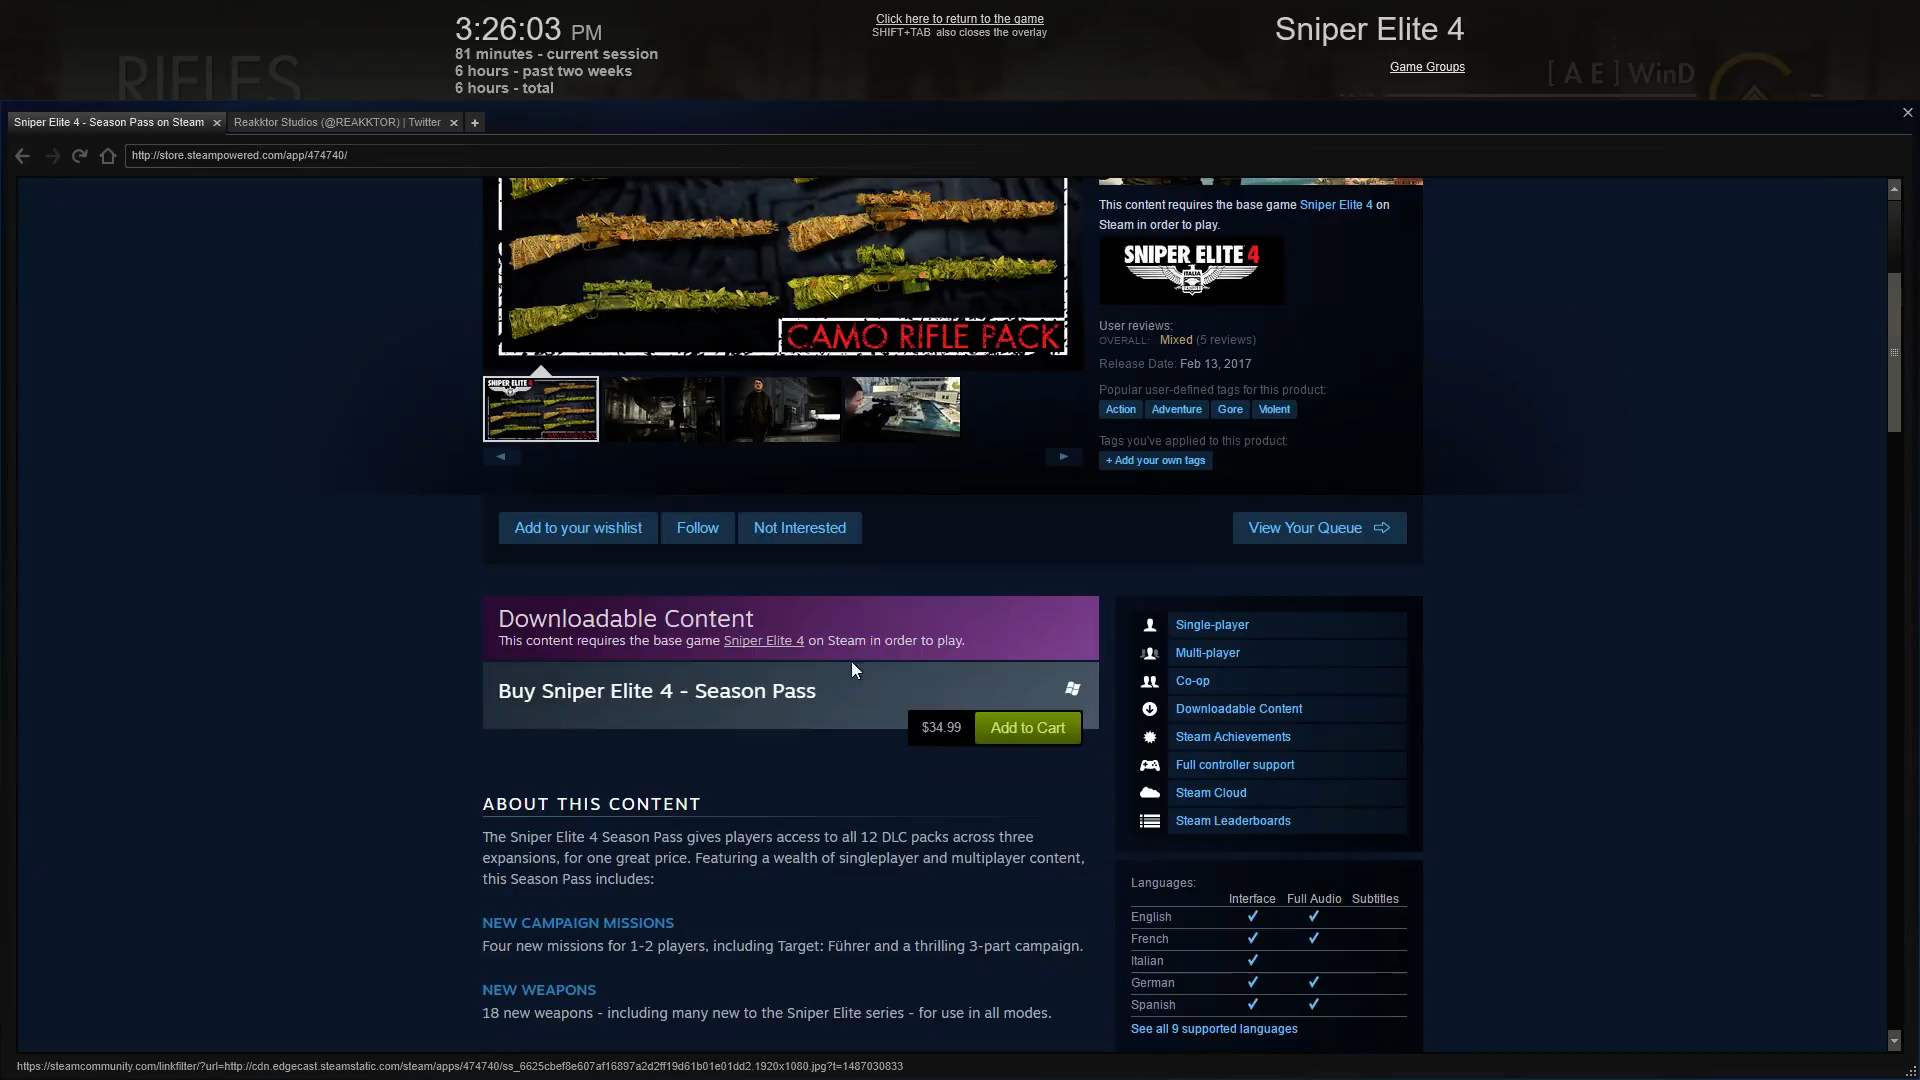 3:26:03 PM
81 minutes - current session
6 hours - past two weeks
6 hours - total
Click here to return to the game
SHIFT+TAB also closes the overlay
Sniper Elite 4
Game Groups
RIFLES
[ A E ] WinD
Sniper Elite 4 - Season Pass on Steam
Reakktor Studios (@REAKKTOR) | Twitter
http://store.steampowered.com/app/474740/
CAMO RIFLE PACK
This content requires the base game Sniper Elite 4 on
Steam in order to play.
SNIPER ELITE 4
ITALIA
User reviews:
OVERALL: Mixed (5 reviews)
Release Date: Feb 13, 2017
Popular user-defined tags for this product:
Action Adventure Gore Violent
Tags you've applied to this product:
+ Add your own tags
SNIPER ELITE 4
Add to your wishlist
Follow
Not Interested
View Your Queue
Downloadable Content
This content requires the base game Sniper Elite 4 on Steam in order to play.
Buy Sniper Elite 4 - Season Pass
$34.99
Add to Cart
ABOUT THIS CONTENT
The Sniper Elite 4 Season Pass gives players access to all 12 DLC packs across three
expansions, for one great price. Featuring a wealth of singleplayer and multiplayer content,
this Season Pass includes:
NEW CAMPAIGN MISSIONS
Four new missions for 1-2 players, including Target: Führer and a thrilling 3-part campaign.
NEW WEAPONS
18 new weapons - including many new to the Sniper Elite series - for use in all modes.
Single-player
Multi-player
Co-op
Downloadable Content
Steam Achievements
Full controller support
Steam Cloud
Steam Leaderboards
Languages:
Interface Full Audio Subtitles
English
French
Italian
German
Spanish
See all 9 supported languages
https://steamcommunity.com/linkfilter/?url=http://cdn.edgecast.steamstatic.com/steam/apps/474740/ss_6625cbef8e607af16897a2d2ff19d61b01e01dd2.1920x1080.jpg?t=1487030833